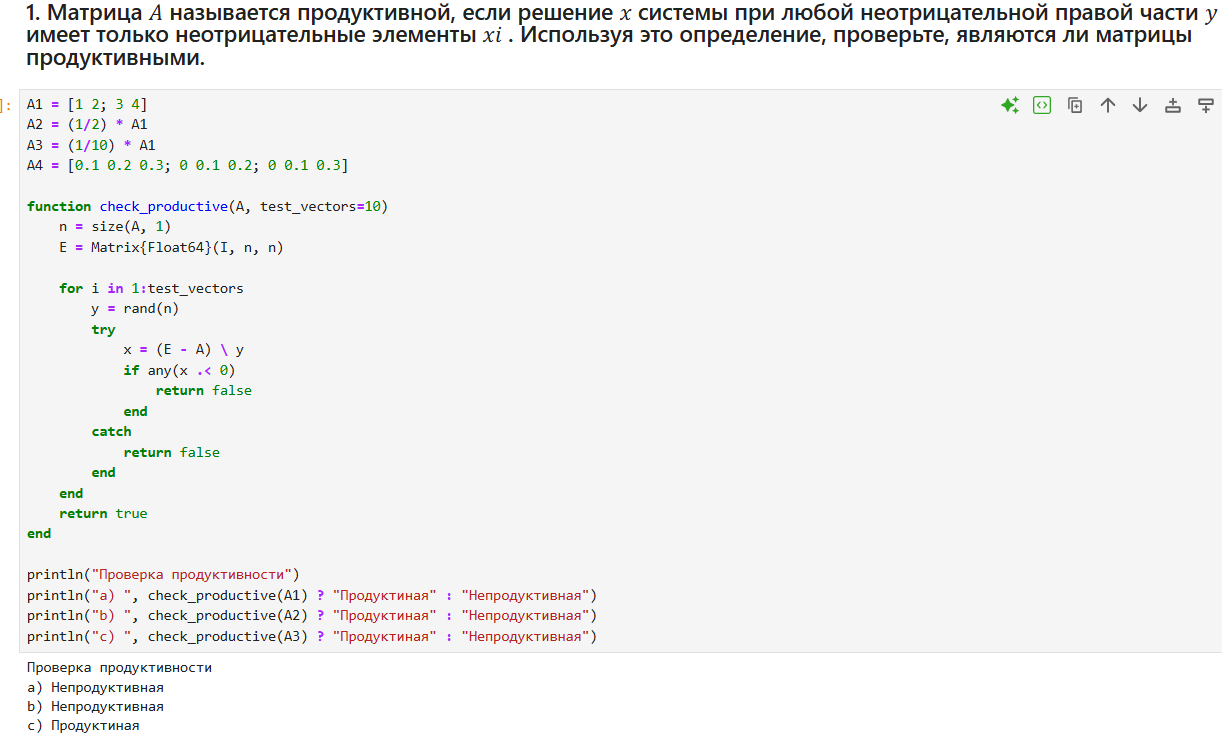 1. Матрица A называется продуктивной, если решение x системы при любой неотрицательной правой части y
имеет только неотрицательные элементы xi . Используя это определение, проверьте, являются ли матрицы
продуктивными.
]:
A1 = [1 2; 3 4]
A2 = (1/2) * A1
A3 = (1/10) * A1
A4 = [0.1 0.2 0.3; 0 0.1 0.2; 0 0.1 0.3]
function check_productive(A, test_vectors=10)
    n = size(A, 1)
    E = Matrix{Float64}(I, n, n)
    for i in 1:test_vectors
        y = rand(n)
        try
            x = (E - A) \ y
            if any(x .< 0)
                return false
            end
        catch
            return false
        end
    end
    return true
end
println("Проверка продуктивности")
println("a) ", check_productive(A1) ? "Продуктиная" : "Непродуктивная")
println("b) ", check_productive(A2) ? "Продуктиная" : "Непродуктивная")
println("c) ", check_productive(A3) ? "Продуктиная" : "Непродуктивная")
Проверка продуктивности
a) Непродуктивная
b) Непродуктивная
c) Продуктиная